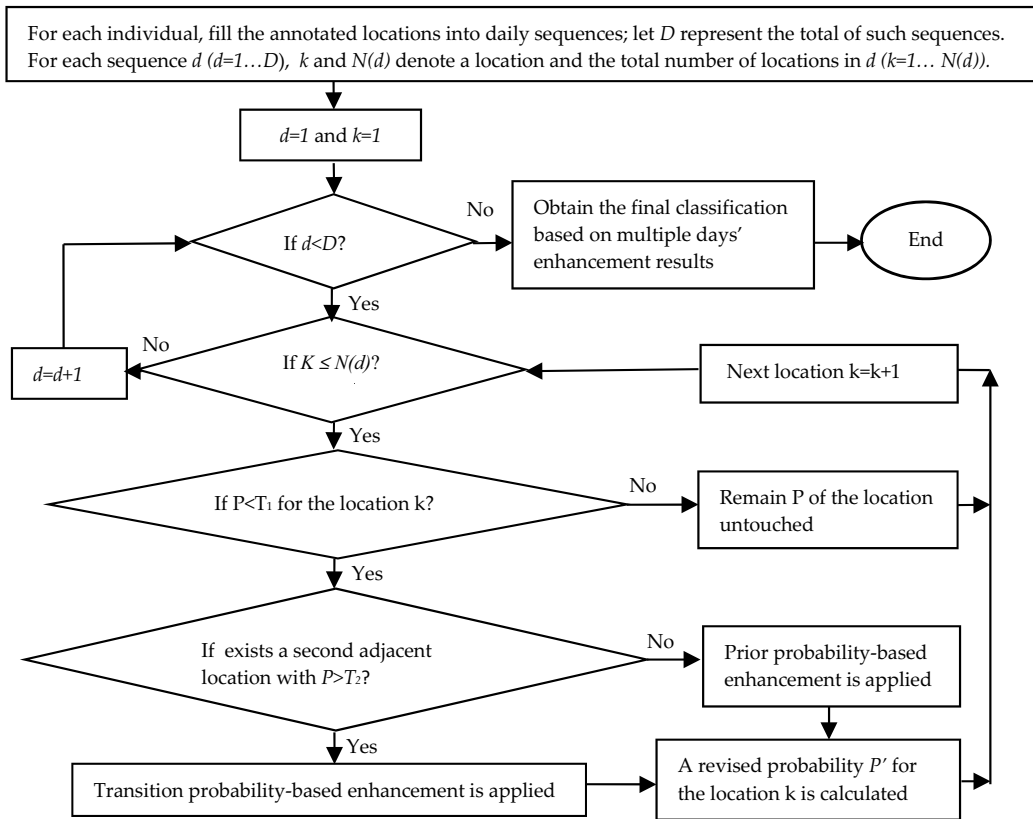 For each individual, fill the annotated locations into daily sequences; let D represent the total of such sequences.
For each sequence d (d=1…D), k and N(d) denote a location and the total number of locations in d (k=1… N(d)).
d=1 and k=1
If d<D?
No
Obtain the final classification
based on multiple days’
enhancement results
End
Yes
If K ≤ N(d)?
No
d=d+1
Next location k=k+1
Yes
If P<T1 for the location k?
No
Remain P of the location
untouched
Yes
If exists a second adjacent
location with P>T2?
No
Prior probability-based
enhancement is applied
Yes
Transition probability-based enhancement is applied
A revised probability P’ for
the location k is calculated